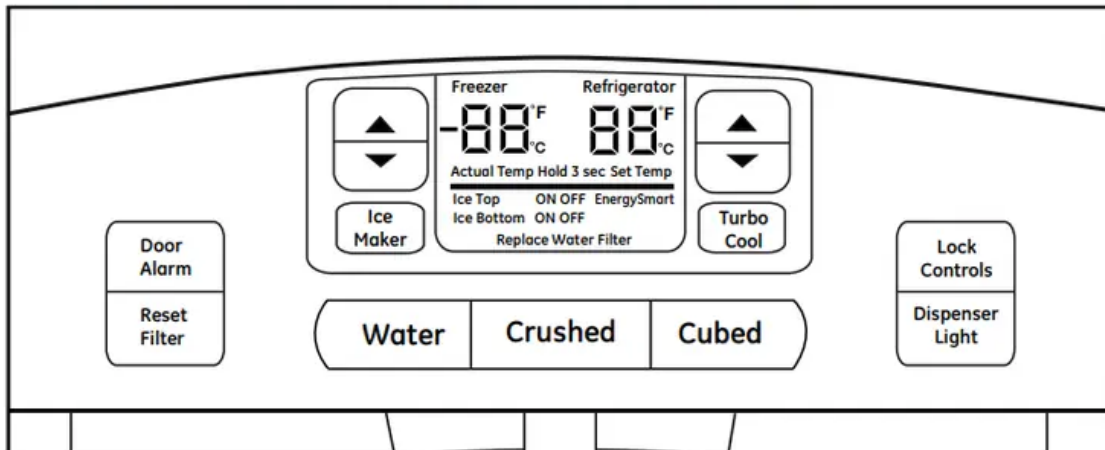 Freezer Refrigerator
-88°F 88°F
°C °C
Actual Temp Hold 3 sec Set Temp
Ice Top ON OFF EnergySmart
Ice Bottom ON OFF
Replace Water Filter
Ice
Maker
Turbo
Cool
Door
Alarm
Reset
Filter
Lock
Controls
Dispenser
Light
Water Crushed Cubed